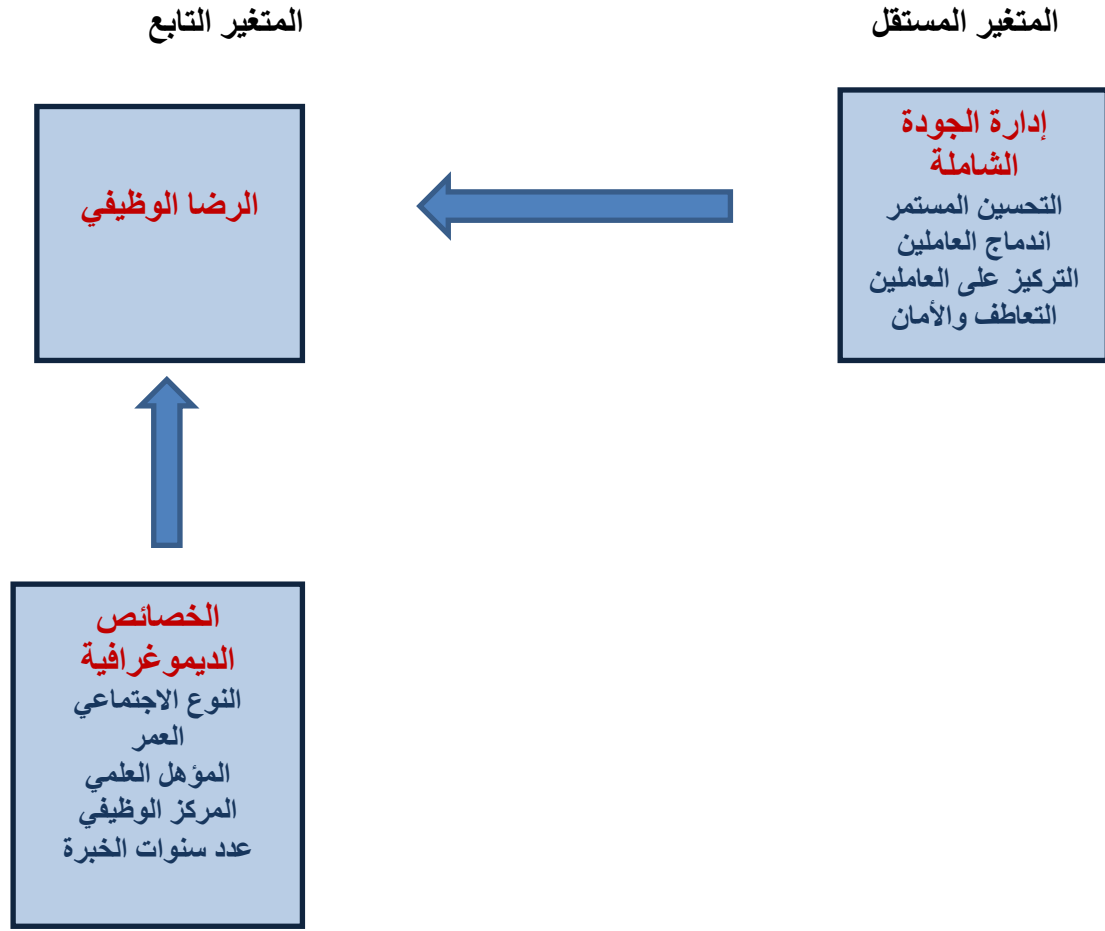 المتغير المستقل
المتغير التابع
إدارة الجودة
الشاملة
التحسين المستمر
اندماج العاملين
التركيز على العاملين
التعاطف والأمان
الرضا الوظيفي
الخصائص
الديموغرافية
النوع الاجتماعي
العمر
المؤهل العلمي
المركز الوظيفي
عدد سنوات الخبرة